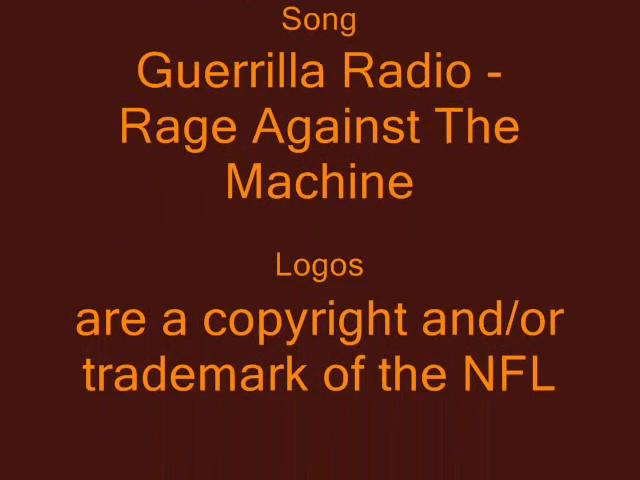 Song
Guerrilla Radio -
Rage Against The
Machine
Logos
are a copyright and/or
trademark of the NFL